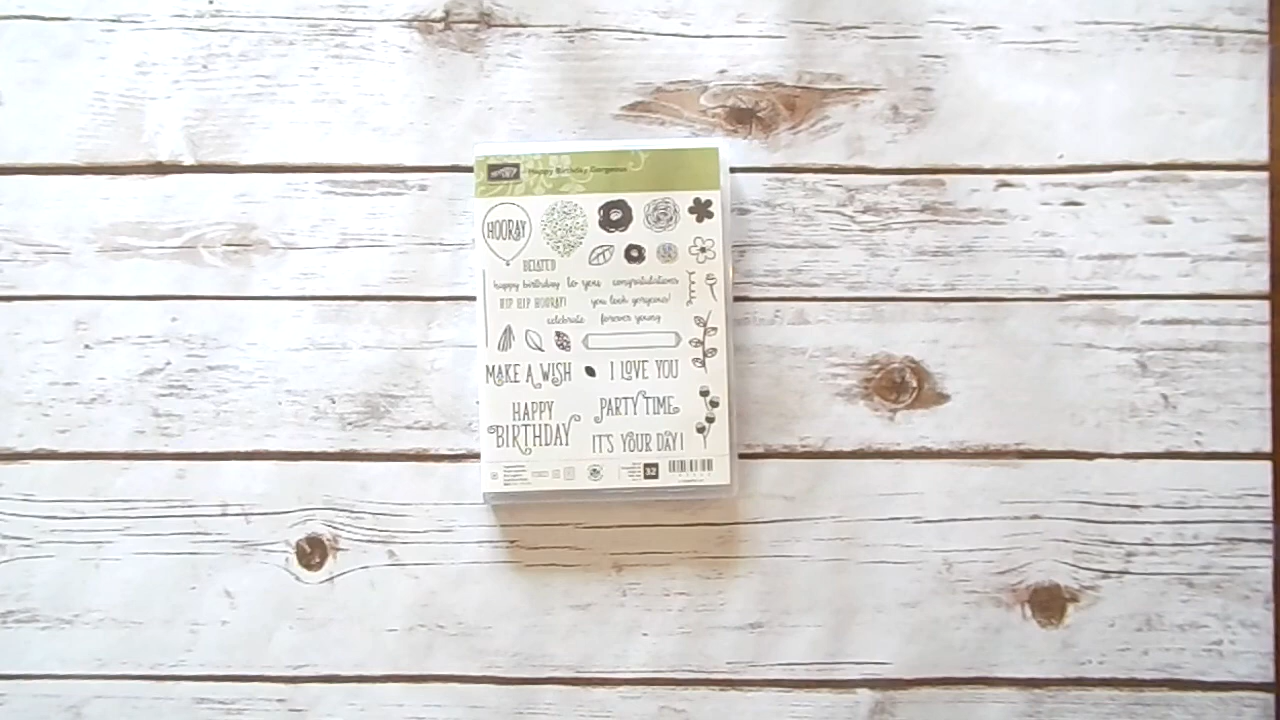 Happy Birthday Gorgeous
HOORAY
BELATED
happy birthday to you congratulations
HIP HIP HOORAY! you look gorgeous!
celebrate forever young
MAKE A WISH I LOVE YOU
HAPPY BIRTHDAY
PARTY TIME
IT'S YOUR DAY!
32